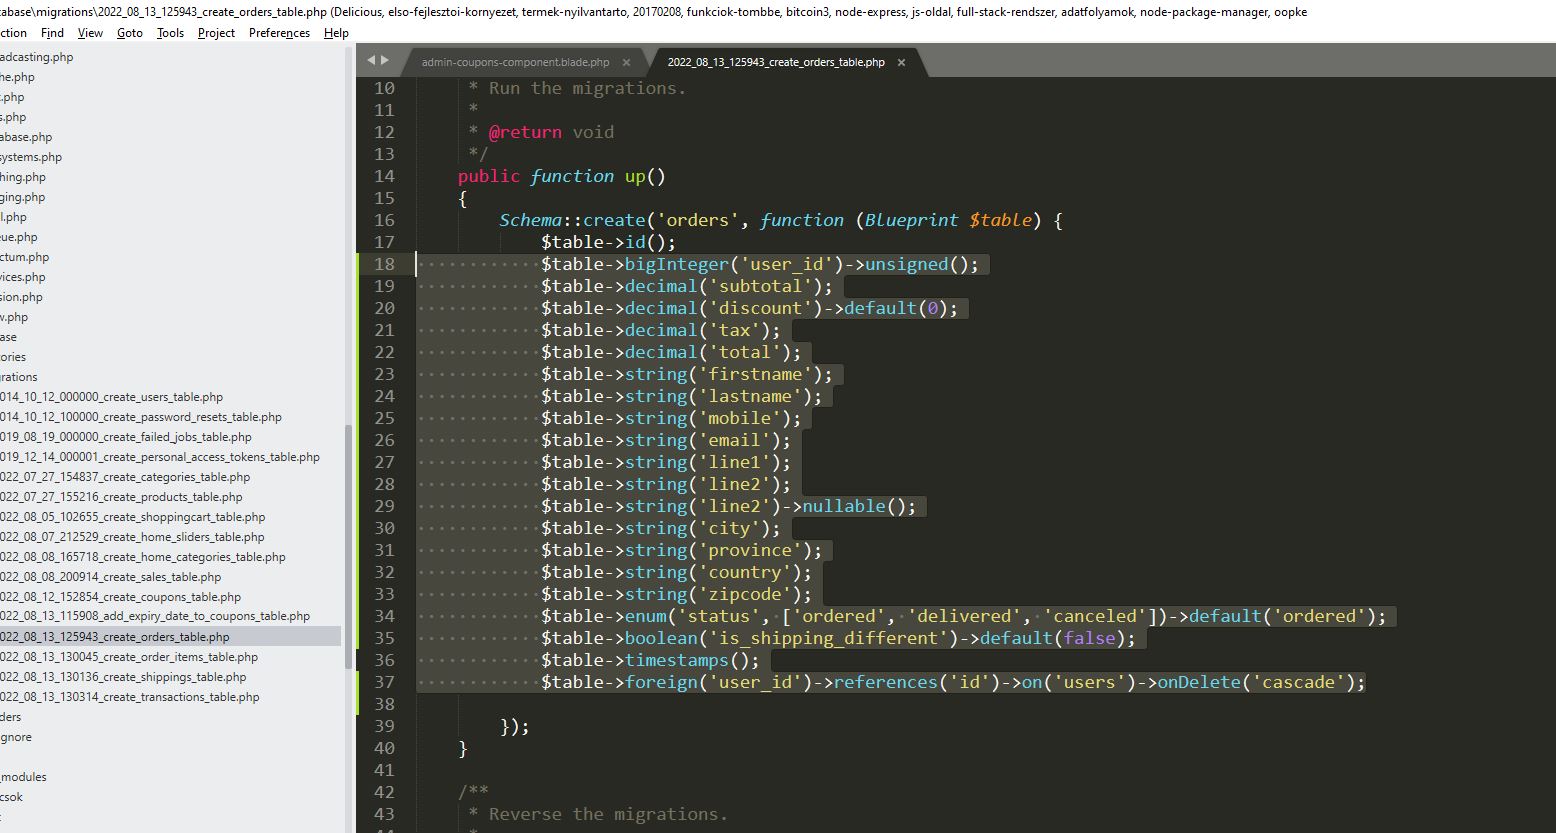 abase\migrations\2022_08_13_125943_create_orders_table.php (Delicious, elso-fejlesztoi-kornyezet, termek-nyilvantarto, 20170208, funkciok-tombbe, bitcoin3, node-express, js-oldal, full-stack-rendszer, adatfolyamok, node-package-manager, oopke
ction Find View Goto Tools Project Preferences Help
adcasting.php
he.php
.php
s.php
abase.php
systems.php
hing.php
ging.php
l.php
eue.php
ctum.php
vices.php
sion.php
w.php
ase
ories
grations
014_10_12_000000_create_users_table.php
014_10_12_100000_create_password_resets_table.php
019_08_19_000000_create_failed_jobs_table.php
019_12_14_000001_create_personal_access_tokens_table.php
022_07_27_154837_create_categories_table.php
022_07_27_155216_create_products_table.php
022_08_05_102655_create_shoppingcart_table.php
022_08_07_212529_create_home_sliders_table.php
022_08_08_165718_create_home_categories_table.php
022_08_08_200914_create_sales_table.php
022_08_12_152854_create_coupons_table.php
022_08_13_115908_add_expiry_date_to_coupons_table.php
022_08_13_125943_create_orders_table.php
022_08_13_130045_create_order_items_table.php
022_08_13_130136_create_shippings_table.php
022_08_13_130314_create_transactions_table.php
ders
gnore
_modules
csok
admin-coupons-component.blade.php × 2022_08_13_125943_create_orders_table.php ×
10 * Run the migrations.
11 *
12 * @return void
13 */
14 public function up()
15 {
16 Schema::create('orders', function (Blueprint $table) {
17 $table->id();
18 $table->bigInteger('user_id')->unsigned();
19 $table->decimal('subtotal');
20 $table->decimal('discount')->default(0);
21 $table->decimal('tax');
22 $table->decimal('total');
23 $table->string('firstname');
24 $table->string('lastname');
25 $table->string('mobile');
26 $table->string('email');
27 $table->string('line1');
28 $table->string('line2');
29 $table->string('line2')->nullable();
30 $table->string('city');
31 $table->string('province');
32 $table->string('country');
33 $table->string('zipcode');
34 $table->enum('status', ['ordered', 'delivered', 'canceled'])->default('ordered');
35 $table->boolean('is_shipping_different')->default(false);
36 $table->timestamps();
37 $table->foreign('user_id')->references('id')->on('users')->onDelete('cascade');
38
39 });
40 }
41
42 /**
43 * Reverse the migrations.